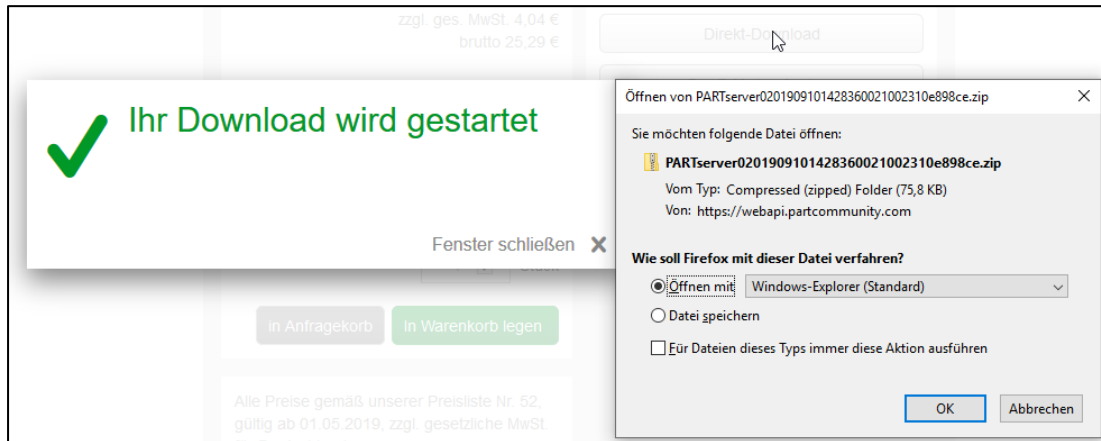 zzgl. ges. MwSt. 4,04 €
brutto 25,29 €
Direkt-Download
Ihr Download wird gestartet
Fenster schließen
In Anfragekorb
In Warenkorb legen
Alle Preise gemäß unserer Preisliste Nr. 52,
gültig ab 01.05.2019, zzgl. gesetzliche MwSt.
Öffnen von PARTserver0201909101428360021002310e898ce.zip
Sie möchten folgende Datei öffnen:
PARTserver0201909101428360021002310e898ce.zip
Vom Typ: Compressed (zipped) Folder (75,8 KB)
Von: https://webapi.partcommunity.com
Wie soll Firefox mit dieser Datei verfahren?
Öffnen mit Windows-Explorer (Standard)
Datei speichern
Für Dateien dieses Typs immer diese Aktion ausführen
OK Abbrechen